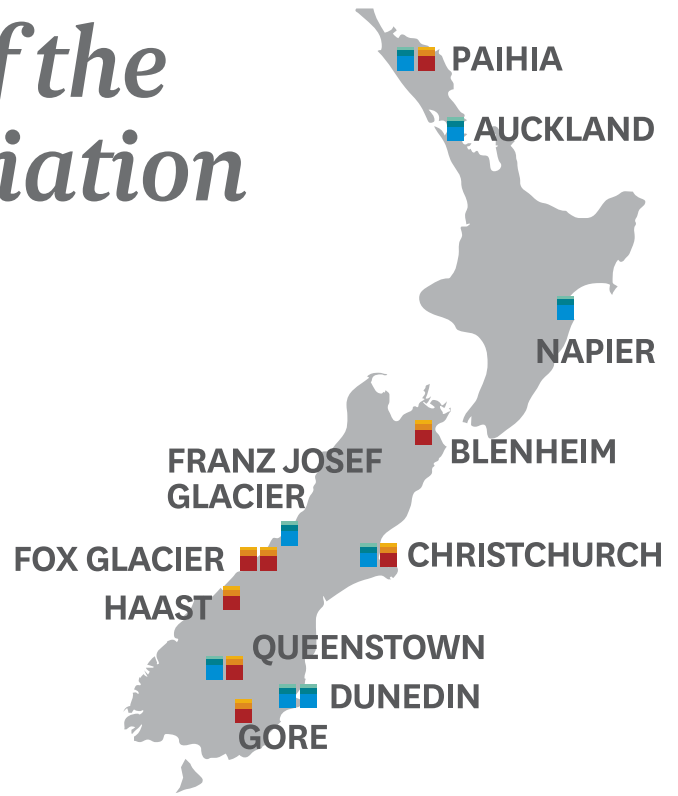 f the
iation
PAIHIA
AUCKLAND
NAPIER
BLENHEIM
FRANZ JOSEF
GLACIER
FOX GLACIER
CHRISTCHURCH
HAAST
QUEENSTOWN
DUNEDIN
GORE